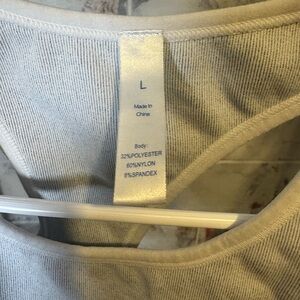 L
Made In
China
Body:
32%POLYESTER
60%NYLON
8%SPANDEX